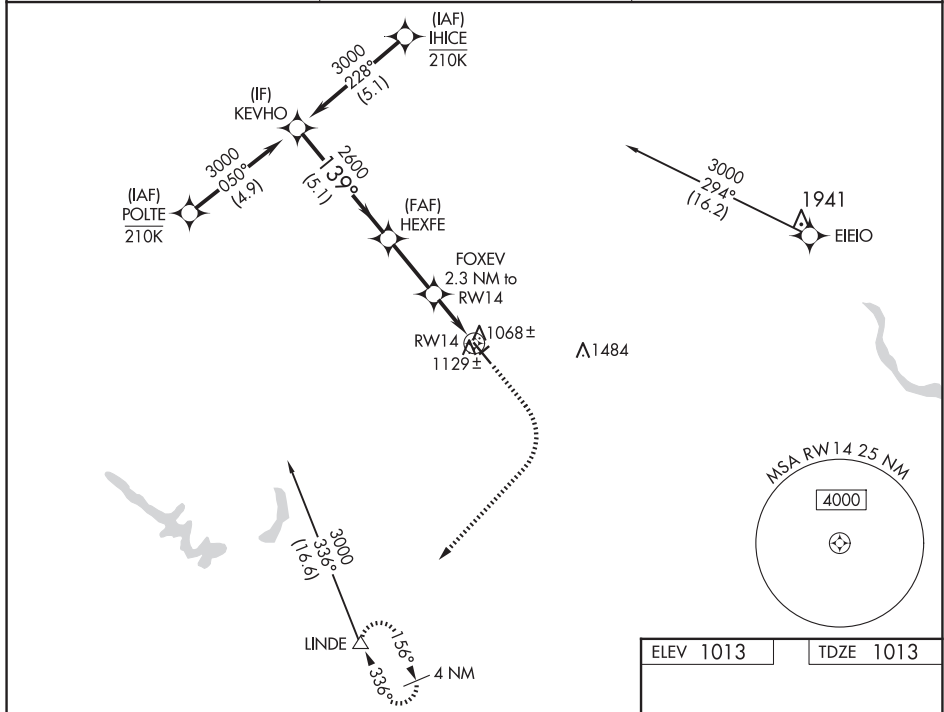 (IAF)
IHICE
210K
3000
228°
(5.1)
(IF)
KEVHO
3000
050°
(4.9)
(IAF)
POLTE
210K
2600
139°
(5.1)
(FAF)
HEXFE
FOXEV
2.3 NM to
RW14
RW14
1068±
1129±
1484
3000
294°
(16.2)
1941
EIEIO
MSA RW14 25 NM
4000
3000
336°
(16.6)
LINDE
156°
336°
4 NM
ELEV 1013
TDZE 1013